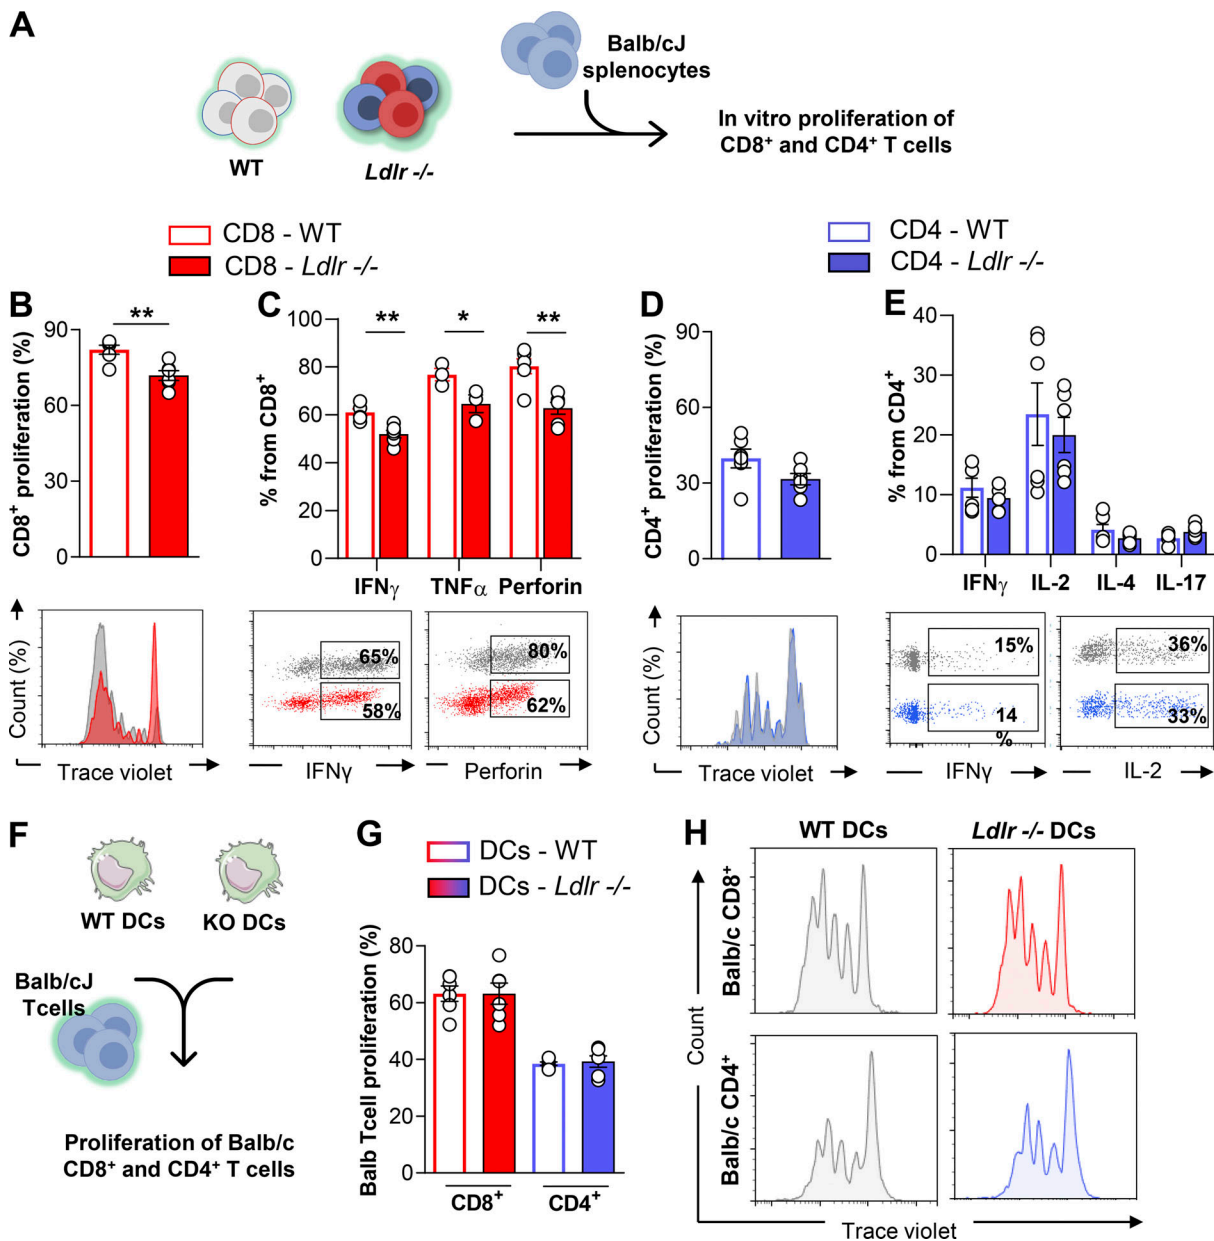 A
Balb/cJ
splenocytes
In vitro proliferation of
CD8⁺ and CD4⁺ T cells
WT
Ldlr -/-
CD8 - WT
CD8 - Ldlr -/-
CD4 - WT
CD4 - Ldlr -/-
B
CD8⁺ proliferation (%)
90
60
30
0
**
Count (%)
Trace violet
C
% from CD8⁺
100
80
60
40
20
0
**
*
**
IFNγ
TNFα
Perforin
65%
58%
IFNγ
80%
62%
Perforin
D
CD4⁺ proliferation (%)
90
60
30
0
Count (%)
Trace violet
E
% from CD4⁺
40
30
20
10
0
IFNγ
IL-2
IL-4
IL-17
15%
14
%
IFNγ
36%
33%
IL-2
F
WT DCs
KO DCs
Balb/cJ
Tcells
Proliferation of Balb/c
CD8⁺ and CD4⁺ T cells
G
DCs - WT
DCs - Ldlr -/-
Balb Tcell proliferation (%)
80
60
40
20
0
CD8⁺
CD4⁺
H
WT DCs
Ldlr -/- DCs
Balb/c CD8⁺
Balb/c CD4⁺
Count
Trace violet